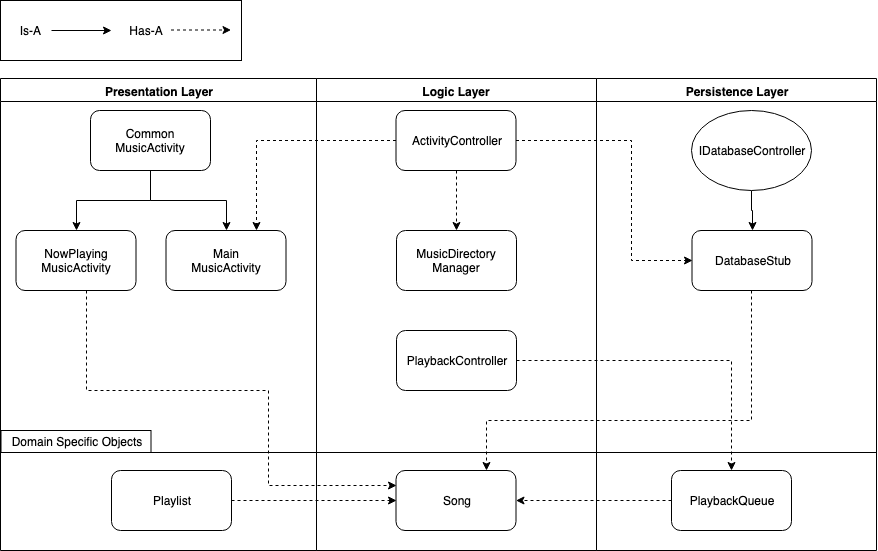 Is-A
Has-A
Presentation Layer
Logic Layer
Persistence Layer
Common
MusicActivity
ActivityController
IDatabaseController
NowPlaying
MusicActivity
Main
MusicActivity
MusicDirectory
Manager
DatabaseStub
PlaybackController
Domain Specific Objects
Playlist
Song
PlaybackQueue